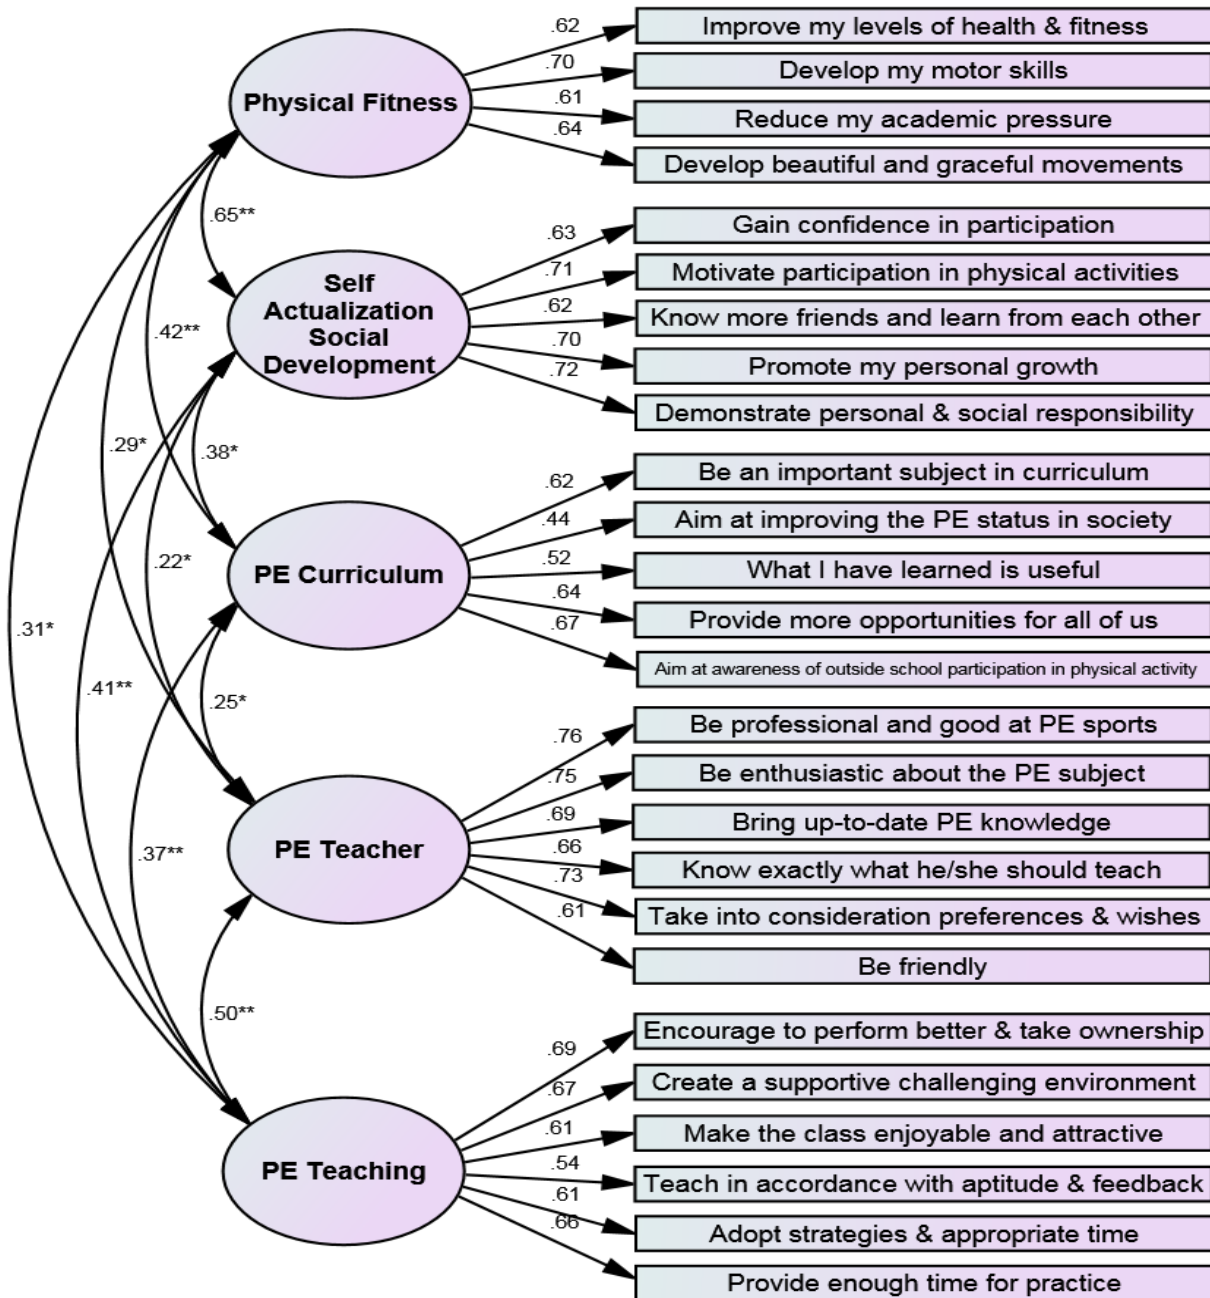 Physical Fitness
.62
Improve my levels of health & fitness
.70
Develop my motor skills
.61
Reduce my academic pressure
.64
Develop beautiful and graceful movements
.65**
Self
Actualization
Social
Development
.63
Gain confidence in participation
.71
Motivate participation in physical activities
.62
Know more friends and learn from each other
.70
Promote my personal growth
.72
Demonstrate personal & social responsibility
.42**
.29*
.38*
PE Curriculum
.62
Be an important subject in curriculum
.44
Aim at improving the PE status in society
.52
What I have learned is useful
.64
Provide more opportunities for all of us
.67
Aim at awareness of outside school participation in physical activity
.22*
.31*
.41**
.25*
PE Teacher
.76
Be professional and good at PE sports
.75
Be enthusiastic about the PE subject
.69
Bring up-to-date PE knowledge
.66
Know exactly what he/she should teach
.73
Take into consideration preferences & wishes
.61
Be friendly
.37**
.50**
PE Teaching
.69
Encourage to perform better & take ownership
.67
Create a supportive challenging environment
.61
Make the class enjoyable and attractive
.54
Teach in accordance with aptitude & feedback
.61
Adopt strategies & appropriate time
.66
Provide enough time for practice